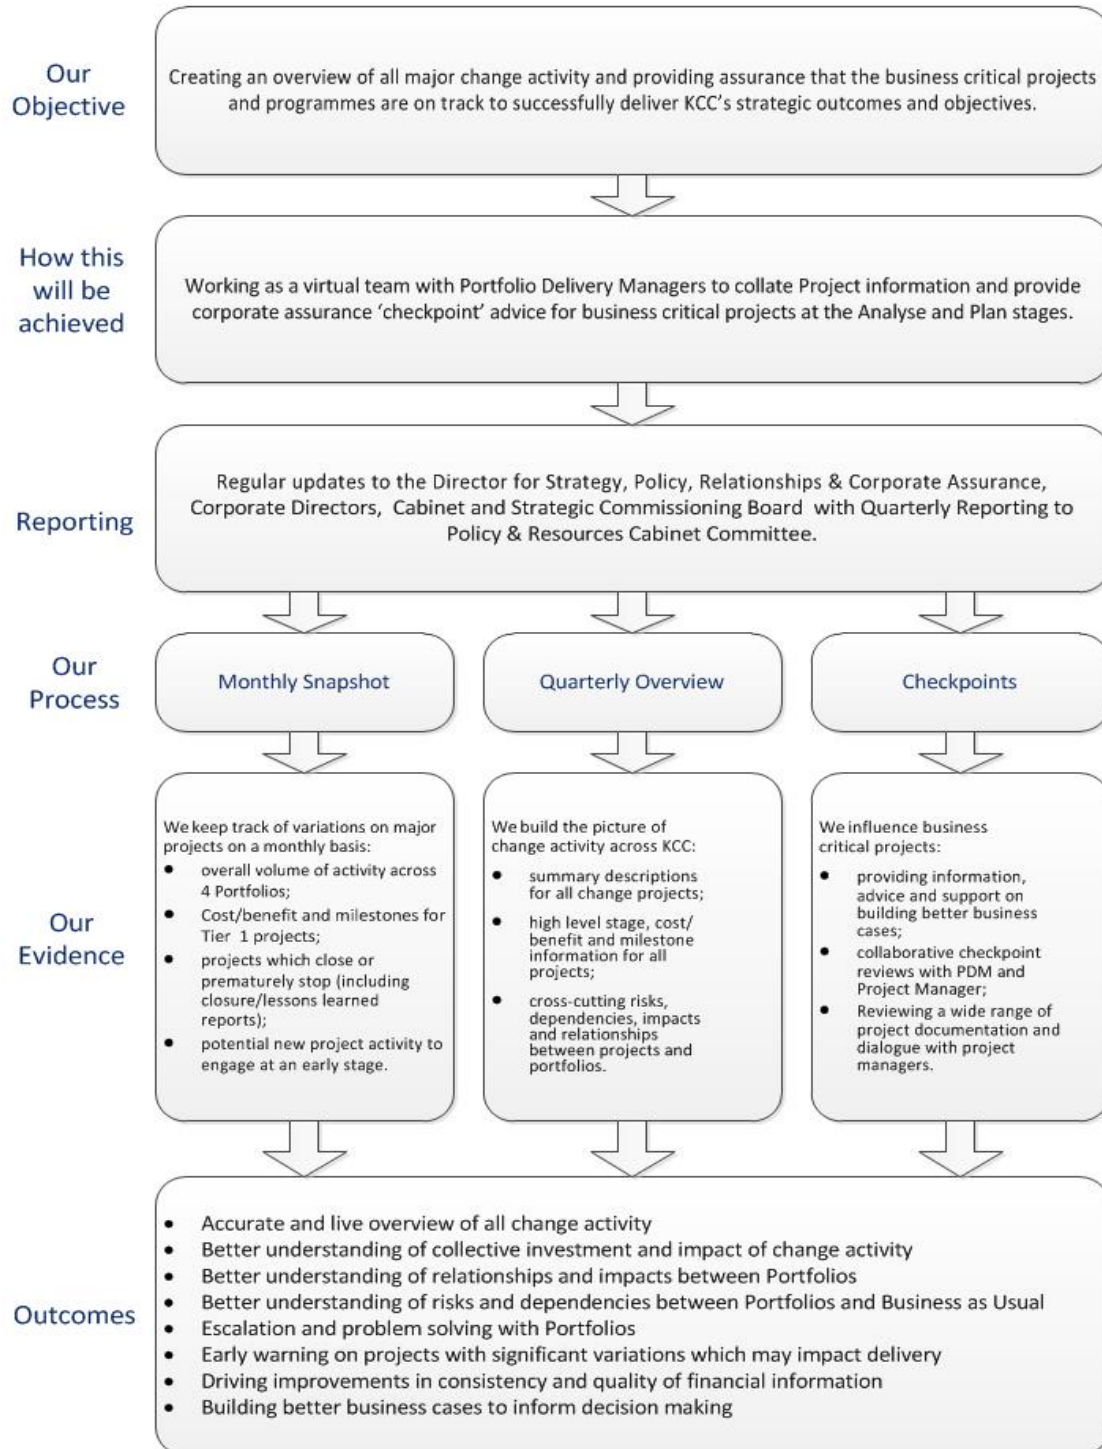 Our
Objective
Creating an overview of all major change activity and providing assurance that the business critical projects
and programmes are on track to successfully deliver KCC's strategic outcomes and objectives.
How this
will be
achieved
Working as a virtual team with Portfolio Delivery Managers to collate Project information and provide
corporate assurance 'checkpoint' advice for business critical projects at the Analyse and Plan stages.
Reporting
Regular updates to the Director for Strategy, Policy, Relationships & Corporate Assurance,
Corporate Directors, Cabinet and Strategic Commissioning Board with Quarterly Reporting to
Policy & Resources Cabinet Committee.
Our
Process
Monthly Snapshot
Quarterly Overview
Checkpoints
Our
Evidence
We keep track of variations on major
projects on a monthly basis:
● overall volume of activity across
4 Portfolios;
● Cost/benefit and milestones for
Tier 1 projects;
● projects which close or
prematurely stop (including
closure/lessons learned
reports);
● potential new project activity to
engage at an early stage.
We build the picture of
change activity across KCC:
● summary descriptions
for all change projects;
● high level stage, cost/
benefit and milestone
information for all
projects;
● cross-cutting risks,
dependencies, impacts
and relationships
between projects and
portfolios.
We influence business
critical projects:
● providing information,
advice and support on
building better business
cases;
● collaborative checkpoint
reviews with PDM and
Project Manager;
● Reviewing a wide range of
project documentation and
dialogue with project
managers.
Outcomes
• Accurate and live overview of all change activity
• Better understanding of collective investment and impact of change activity
• Better understanding of relationships and impacts between Portfolios
• Better understanding of risks and dependencies between Portfolios and Business as Usual
• Escalation and problem solving with Portfolios
• Early warning on projects with significant variations which may impact delivery
• Driving improvements in consistency and quality of financial information
• Building better business cases to inform decision making